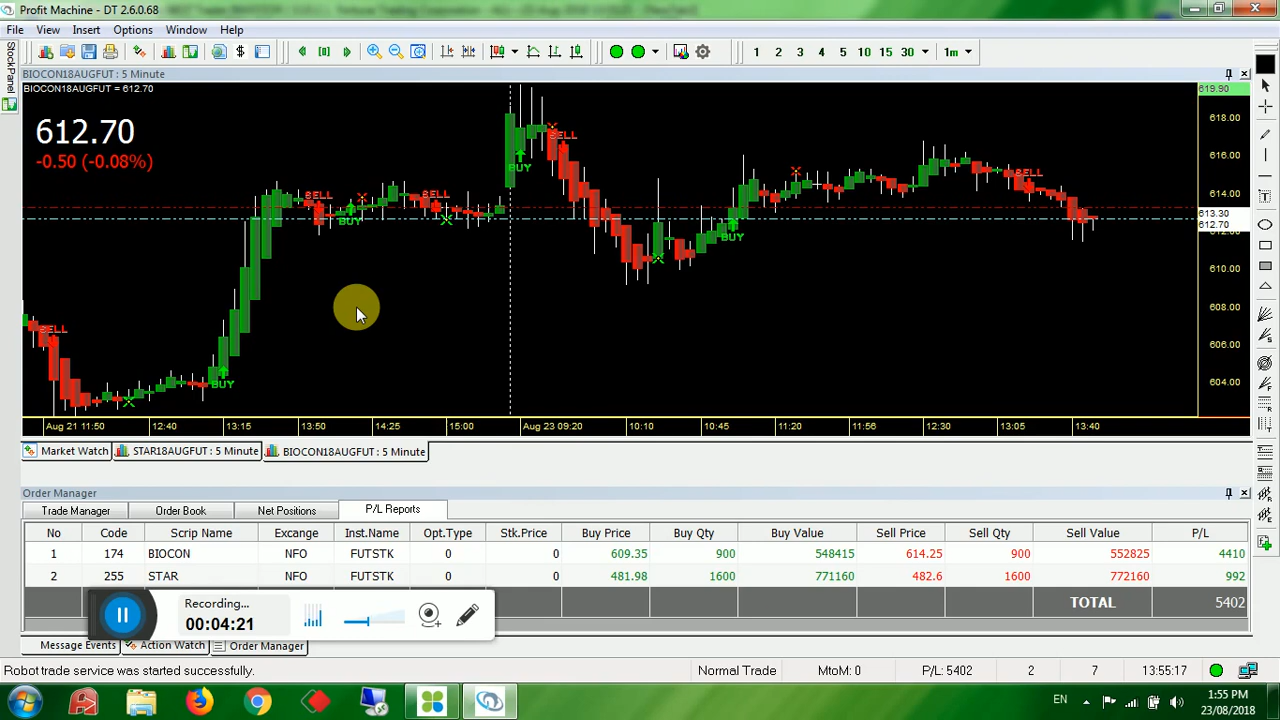 Profit Machine - DT 2.6.0.68
File View Insert Options Window Help
1 2 3 4 5 10 15 30 1m
StockPanel
BIOCON18AUGFUT : 5 Minute
BIOCON18AUGFUT = 612.70
612.70
-0.50 (-0.08%)
619.90
618.00
616.00
614.00
613.30
612.70
612.00
610.00
608.00
606.00
604.00
SELL
BUY
SELL
BUY
SELL
BUY
SELL
BUY
SELL
Aug 21 11:50 12:40 13:15 13:50 14:25 15:00 Aug 23 09:20 10:10 10:45 11:20 11:56 12:30 13:05 13:40
Market Watch STAR18AUGFUT : 5 Minute BIOCON18AUGFUT : 5 Minute
Order Manager
Trade Manager Order Book Net Positions P/L Reports
No Code Scrip Name Excange Inst.Name Opt.Type Stk.Price Buy Price Buy Qty Buy Value Sell Price Sell Qty Sell Value P/L
1 174 BIOCON NFO FUTSTK 0 0 609.35 900 548415 614.25 900 552825 4410
2 255 STAR NFO FUTSTK 0 0 481.98 1600 771160 482.6 1600 772160 992
TOTAL 5402
Recording...
00:04:21
Message Events Action Watch Order Manager
Robot trade service was started successfully. Normal Trade MtoM: 0 P/L: 5402 2 7 13:55:17
EN 1:55 PM
23/08/2018